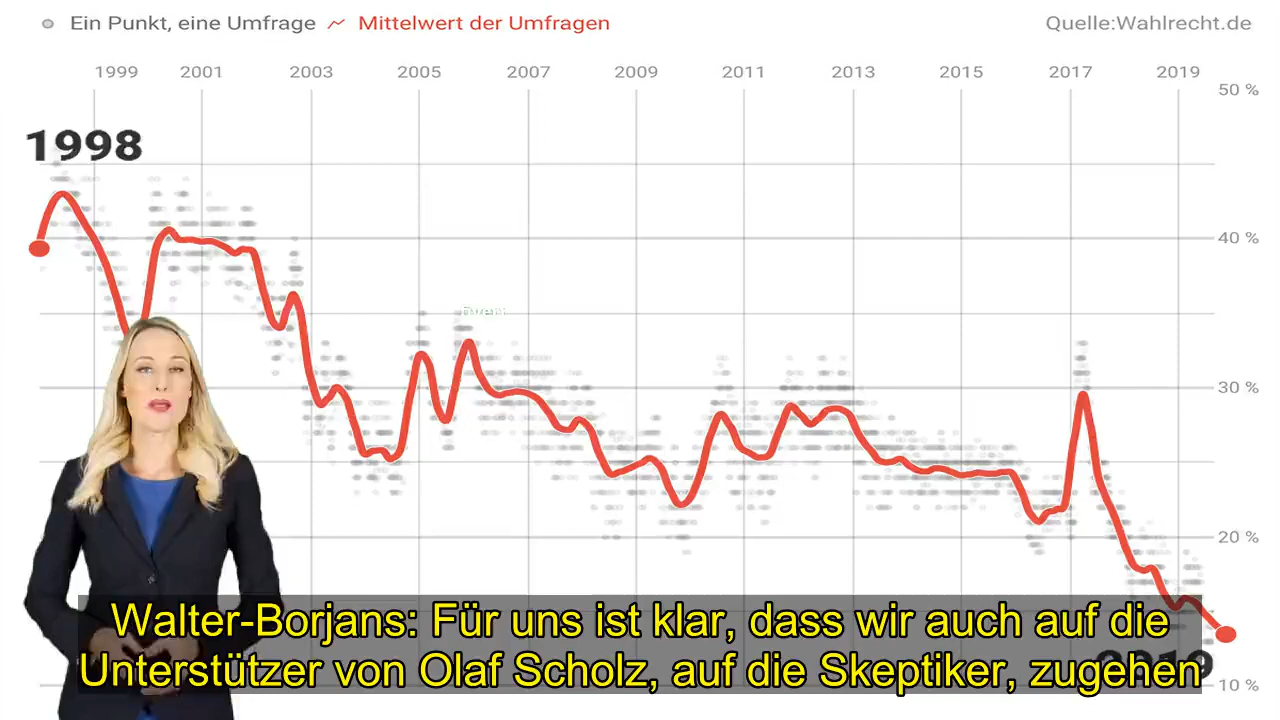 Ein Punkt, eine Umfrage Mittelwert der Umfragen Quelle:Wahlrecht.de
1999 2001 2003 2005 2007 2009 2011 2013 2015 2017 2019
50 %
1998
40 %
30 %
20 %
Walter-Borjans: Für uns ist klar, dass wir auch auf die
2019
Unterstützer von Olaf Scholz, auf die Skeptiker, zugehen
10 %